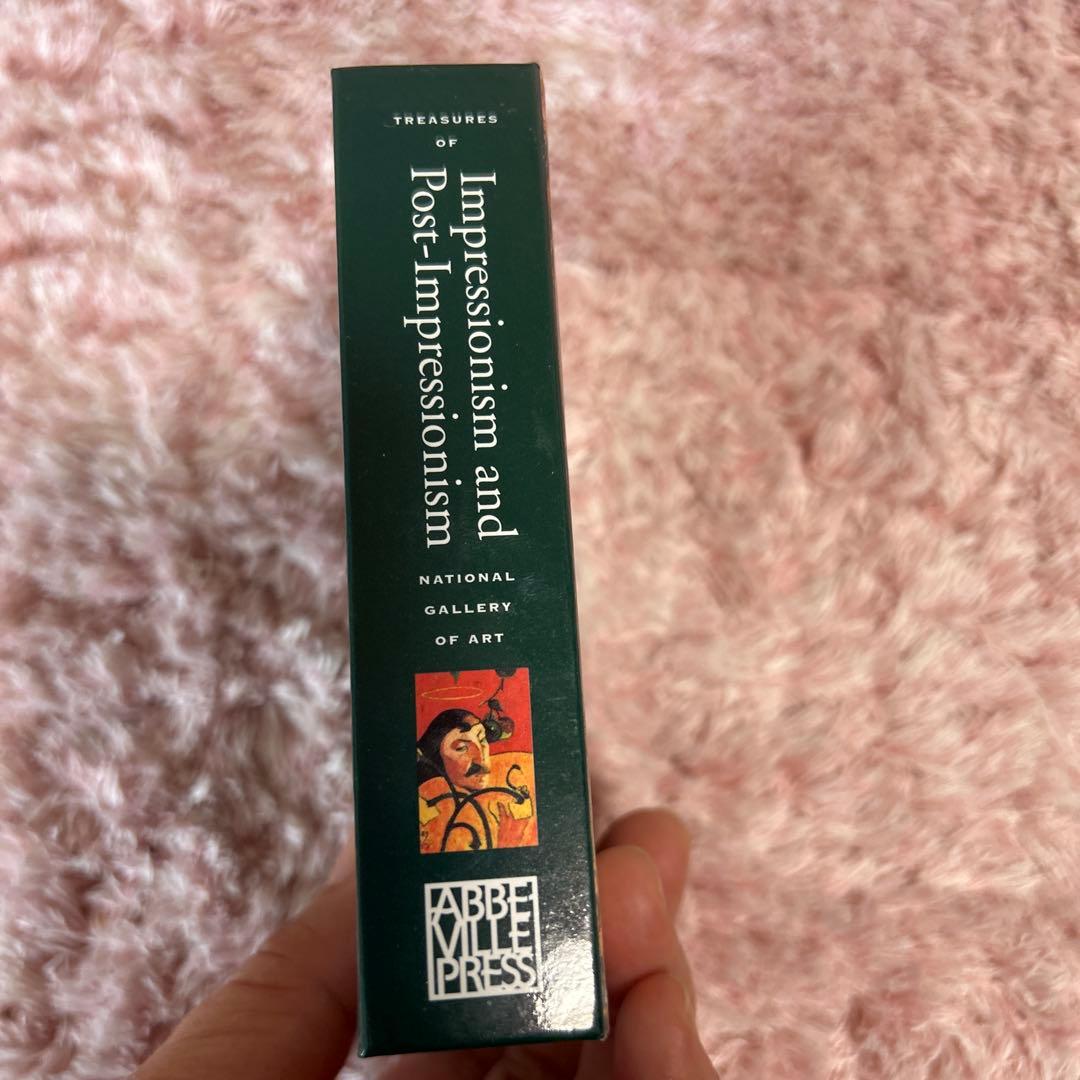 TREASURES
OF
Impressionism and
Post-Impressionism
NATIONAL
GALLERY
OF ART
ABBE
VILLE
PRESS